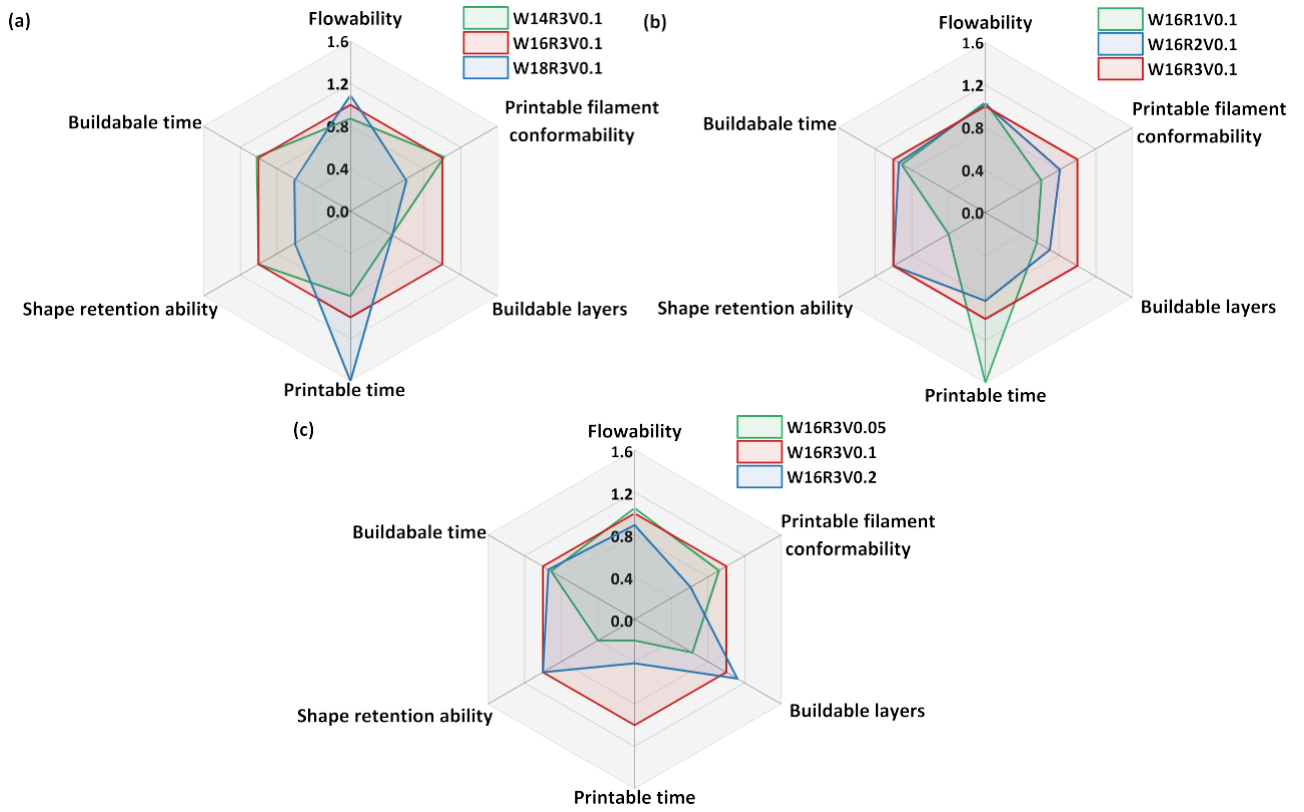 (a)
Flowability
W14R3V0.1
W16R3V0.1
W18R3V0.1
1.6
1.2
0.8
0.4
0.0
Printable filament
conformability
Buildabale time
Shape retention ability
Buildable layers
Printable time
(b)
Flowability
W16R1V0.1
W16R2V0.1
W16R3V0.1
1.6
1.2
0.8
0.4
0.0
Printable filament
conformability
Buildabale time
Shape retention ability
Buildable layers
Printable time
(c)
Flowability
W16R3V0.05
W16R3V0.1
W16R3V0.2
1.6
1.2
0.8
0.4
0.0
Printable filament
conformability
Buildabale time
Shape retention ability
Buildable layers
Printable time